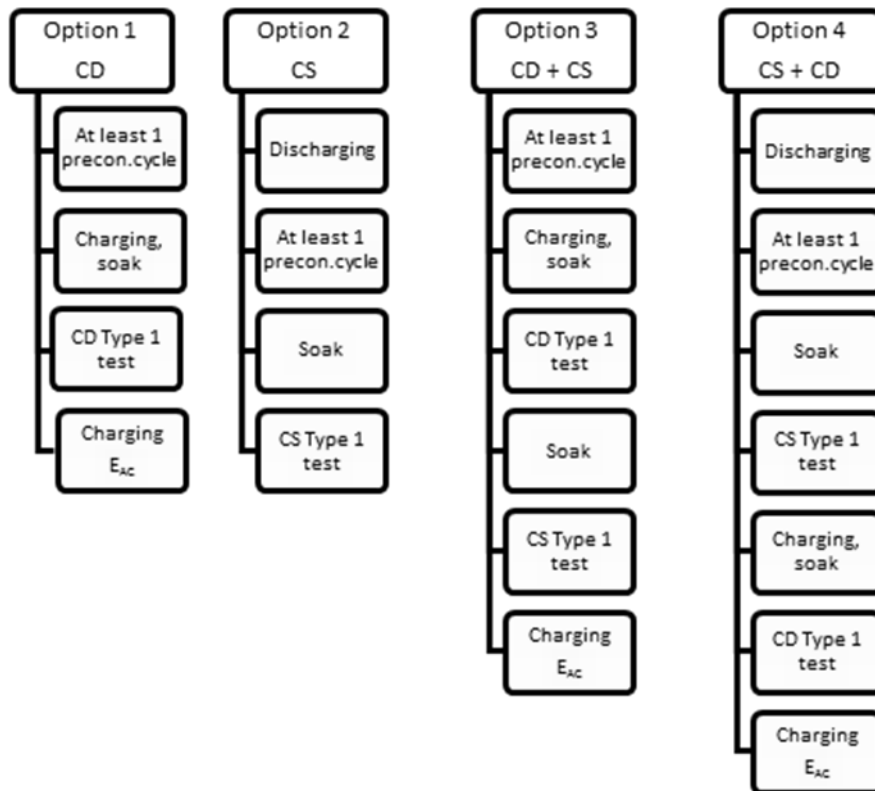 Option 1
CD
At least 1
precon.cycle
Charging,
soak
CD Type 1
test
Charging
E_AC
Option 2
CS
Discharging
At least 1
precon.cycle
Soak
CS Type 1
test
Option 3
CD + CS
At least 1
precon.cycle
Charging,
soak
CD Type 1
test
Soak
CS Type 1
test
Charging
E_AC
Option 4
CS + CD
Discharging
At least 1
precon.cycle
Soak
CS Type 1
test
Charging,
soak
CD Type 1
test
Charging
E_AC